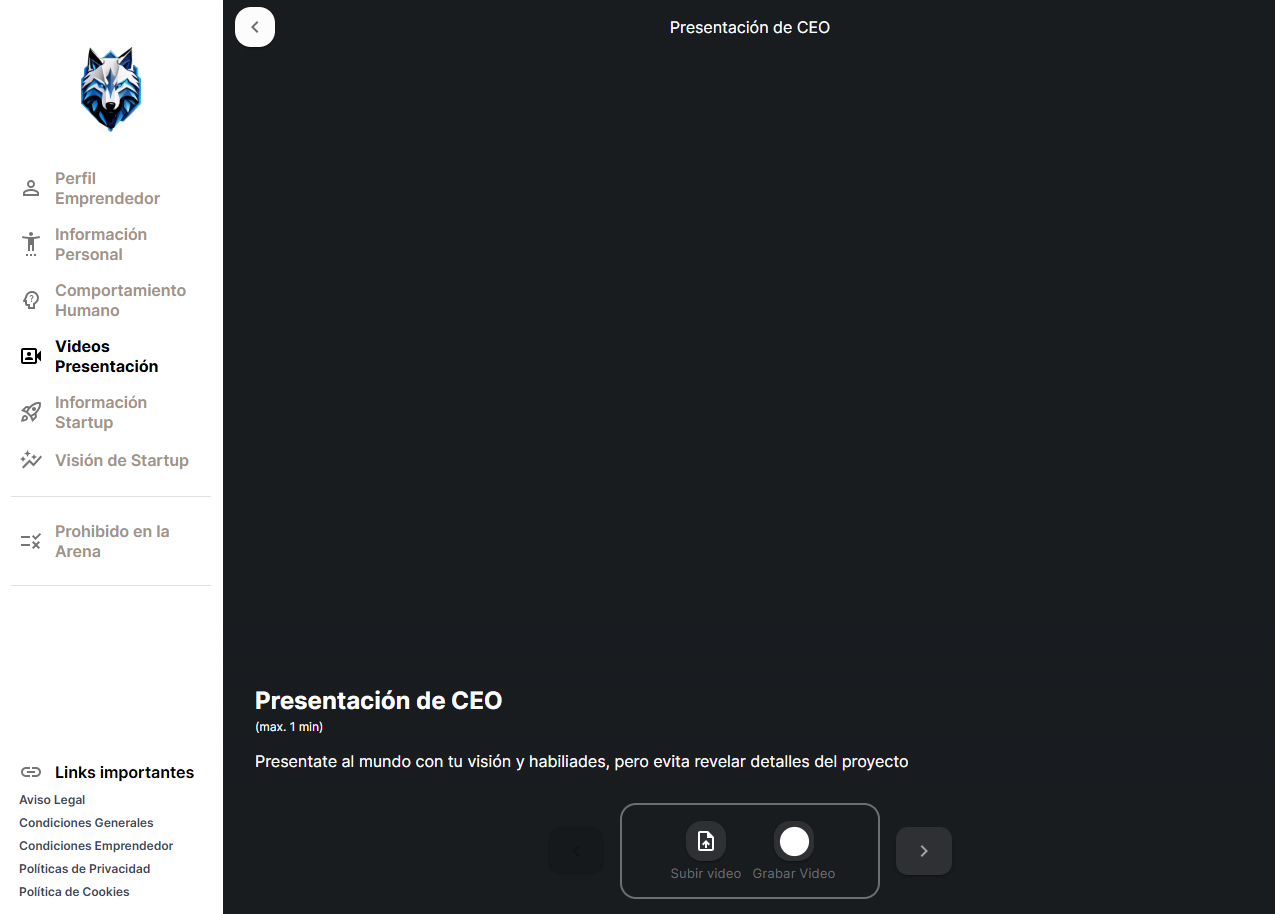 Presentación de CEO
Perfil
Emprendedor
Información
Personal
Comportamiento
Humano
Videos
Presentación
Información
Startup
Visión de Startup
Prohibido en la
Arena
Links importantes
Aviso Legal
Condiciones Generales
Condiciones Emprendedor
Políticas de Privacidad
Política de Cookies
Presentación de CEO
(max. 1 min)
Presentate al mundo con tu visión y habiliades, pero evita revelar detalles del proyecto
Subir video
Grabar Video